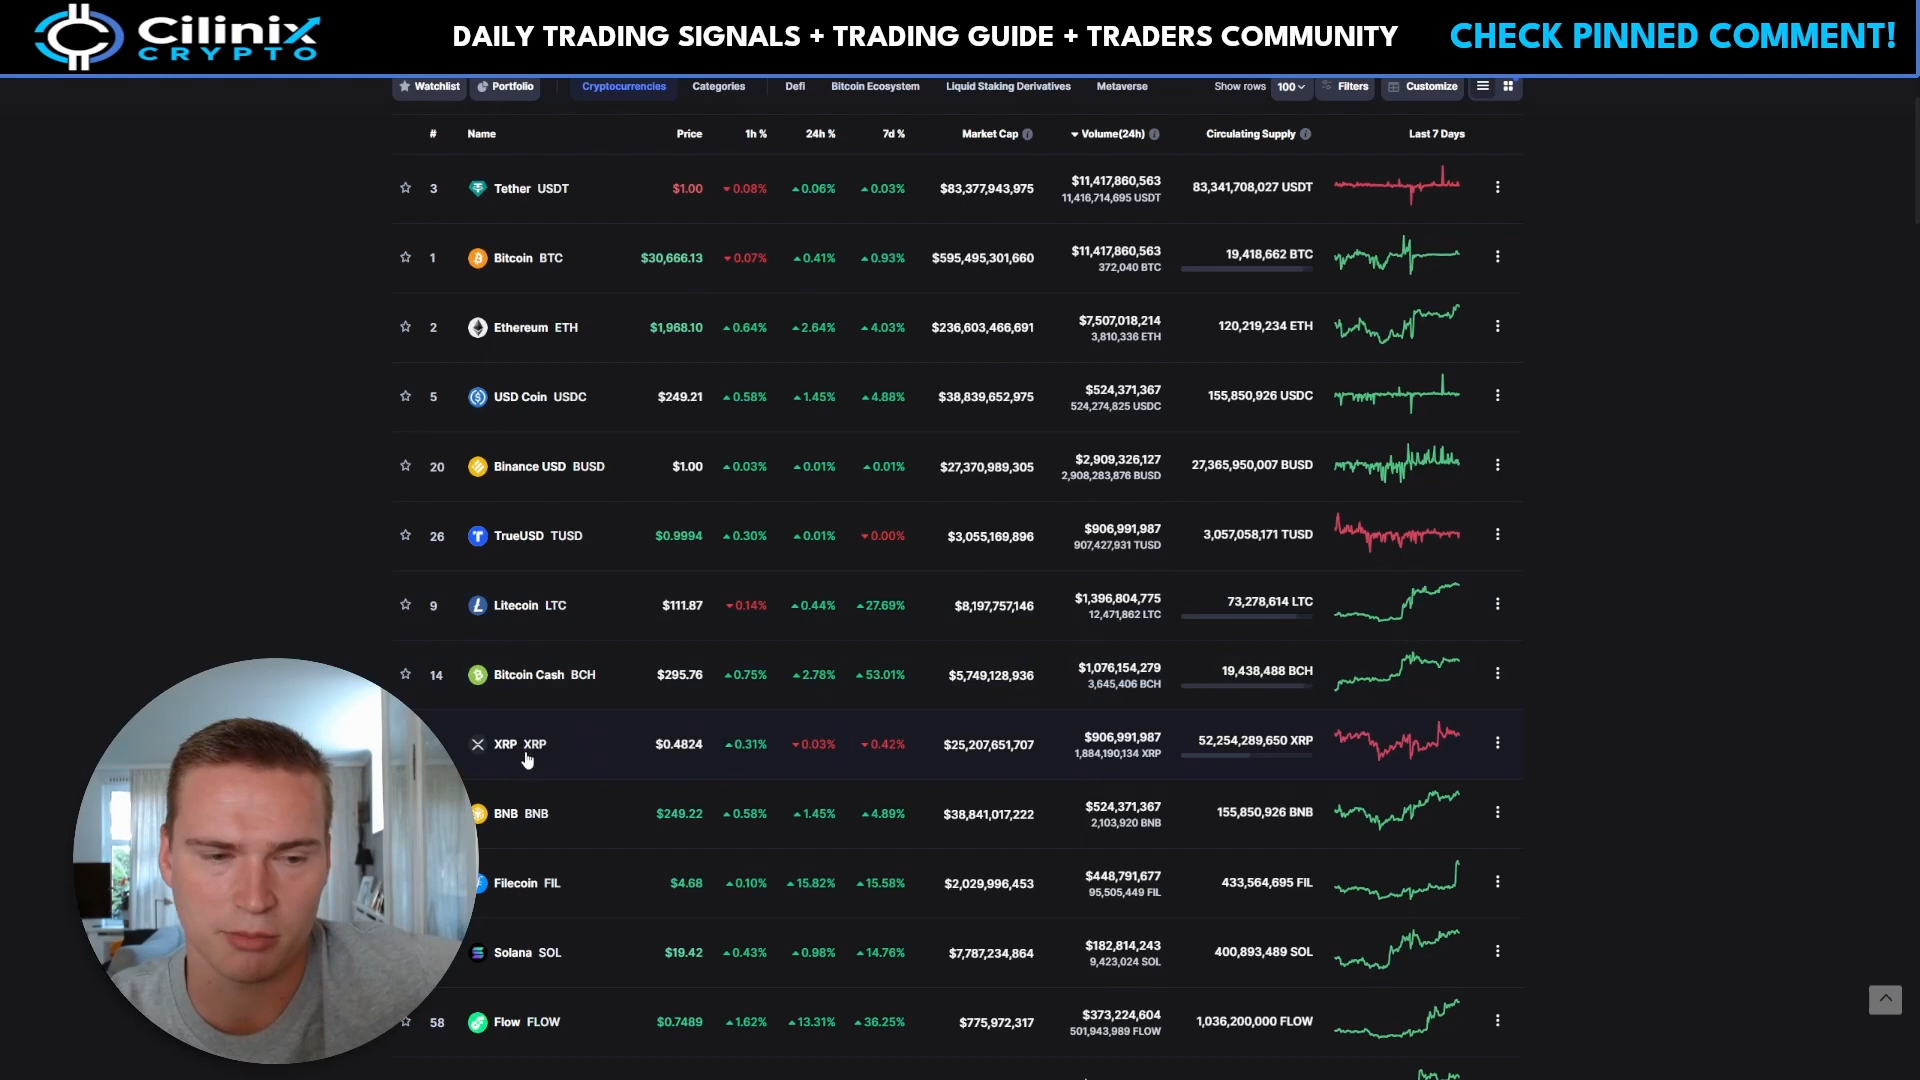 Cilinix
CRYPTO
DAILY TRADING SIGNALS + TRADING GUIDE + TRADERS COMMUNITY
CHECK PINNED COMMENT!
Watchlist Portfolio Cryptocurrencies Categories Defi Bitcoin Ecosystem Liquid Staking Derivatives Metaverse Show rows 100 Filters Customize
# Name Price 1h % 24h % 7d % Market Cap Volume(24h) Circulating Supply Last 7 Days
3 Tether USDT $1.00 0.08% 0.06% 0.03% $83,377,943,975 $11,417,860,563 83,341,708,027 USDT
11,416,714,695 USDT
1 Bitcoin BTC $30,666.13 0.07% 0.41% 0.93% $595,495,301,660 $11,417,860,563 19,418,662 BTC
372,040 BTC
2 Ethereum ETH $1,968.10 0.64% 2.64% 4.03% $236,603,466,691 $7,507,018,214 120,219,234 ETH
3,810,336 ETH
5 USD Coin USDC $249.21 0.58% 1.45% 4.88% $38,839,652,975 $524,371,367 155,850,926 USDC
524,274,825 USDC
20 Binance USD BUSD $1.00 0.03% 0.01% 0.01% $27,370,989,305 $2,909,326,127 27,365,950,007 BUSD
2,908,283,876 BUSD
26 TrueUSD TUSD $0.9994 0.30% 0.01% 0.00% $3,055,169,896 $906,991,987 3,057,058,171 TUSD
907,427,931 TUSD
9 Litecoin LTC $111.87 0.14% 0.44% 27.69% $8,197,757,146 $1,396,804,775 73,278,614 LTC
12,471,862 LTC
14 Bitcoin Cash BCH $295.76 0.75% 2.78% 53.01% $5,749,128,936 $1,076,154,279 19,438,488 BCH
3,645,406 BCH
XRP XRP $0.4824 0.31% 0.03% 0.42% $25,207,651,707 $906,991,987 52,254,289,650 XRP
1,884,190,134 XRP
BNB BNB $249.22 0.58% 1.45% 4.89% $38,841,017,222 $524,371,367 155,850,926 BNB
2,103,920 BNB
Filecoin FIL $4.68 0.10% 15.82% 15.58% $2,029,996,453 $448,791,677 433,564,695 FIL
95,505,449 FIL
Solana SOL $19.42 0.43% 0.98% 14.76% $7,787,234,864 $182,814,243 400,893,489 SOL
9,423,024 SOL
58 Flow FLOW $0.7489 1.62% 13.31% 36.25% $775,972,317 $373,224,604 1,036,200,000 FLOW
501,943,989 FLOW